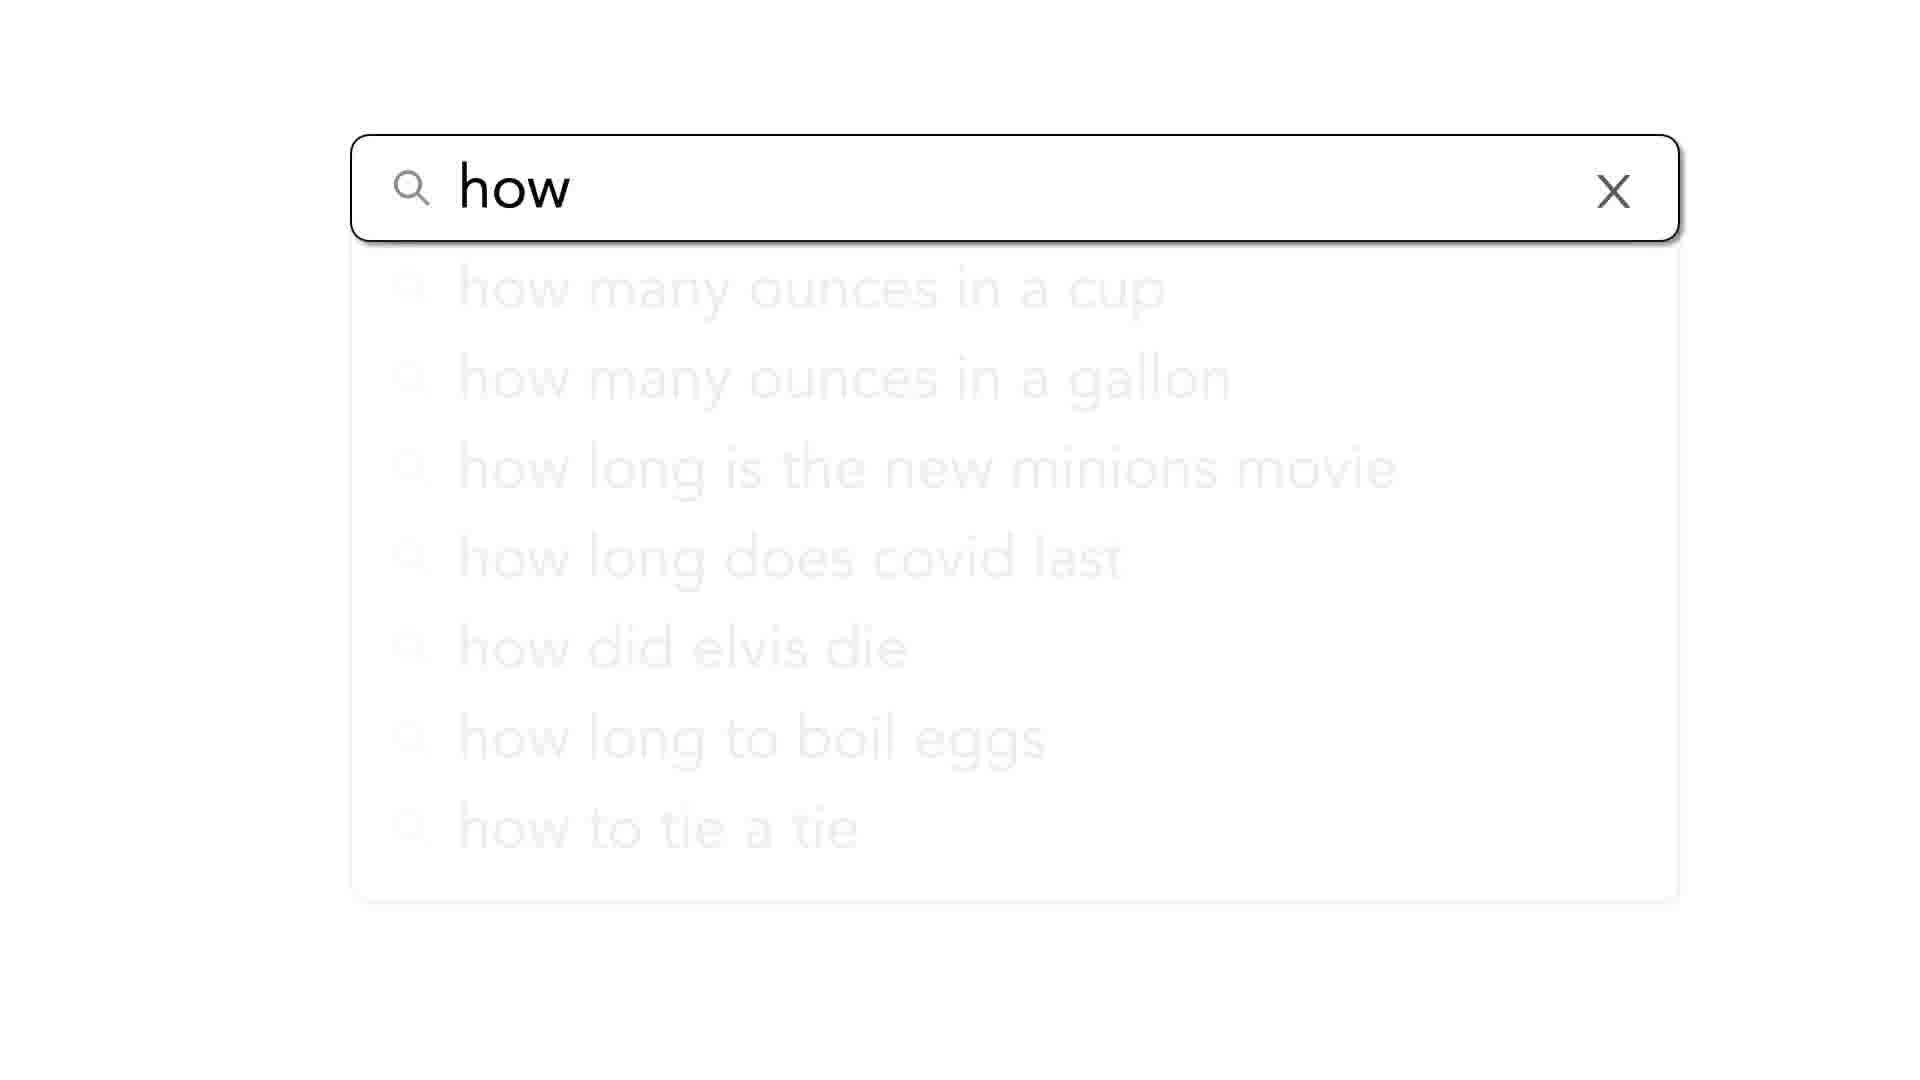 how
how many ounces in a cup
how many ounces in a gallon
how long is the new minions movie
how long does covid last
how did elvis die
how long to boil eggs
how to tie a tie